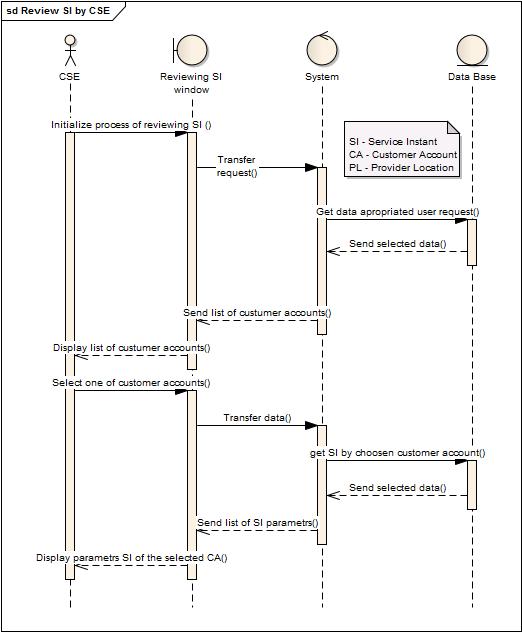 sd Review SI by CSE
CSE
Reviewing SI
window
System
Data Base
Initialize process of reviewing SI ()
SI - Service Instant
CA - Customer Account
PL - Provider Location
Transfer
request()
Get data apropriated user request()
Send selected data()
Send list of custumer accounts()
Display list of custumer accounts()
Select one of customer accounts()
Transfer data()
get SI by choosen customer account()
Send selected data()
Send list of SI parametrs()
Display parametrs SI of the selected CA()